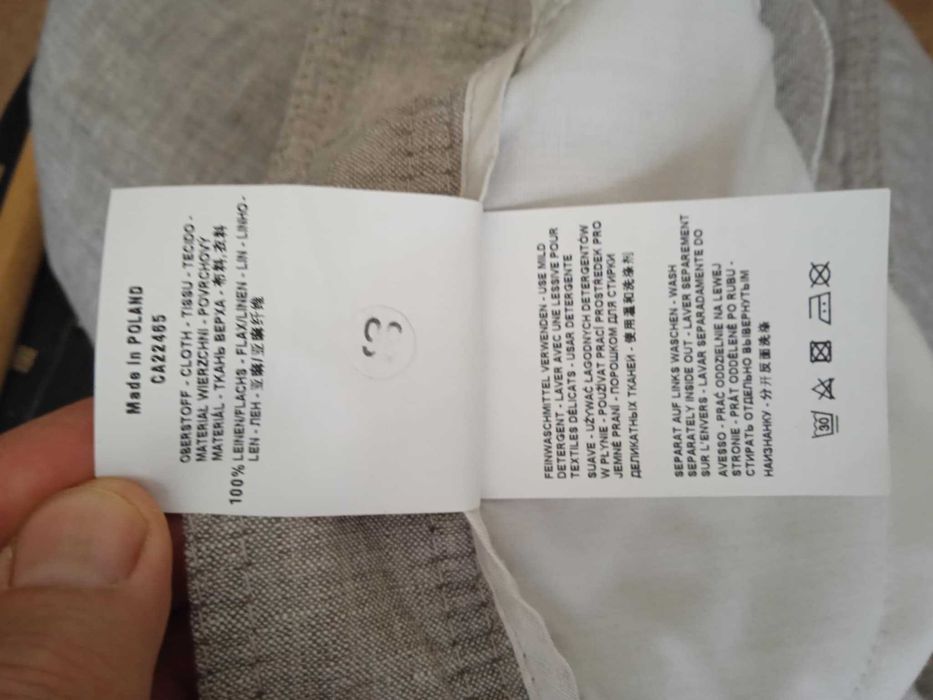 Made in POLAND
CA22465
OBERSTOFF - CLOTH - TISSU - TECIDO -
MATERIAŁ WIERZCHNI - POVRCHOVÝ
MATERIÁL - ТКАНЬ ВЕРХА - 布料,衣料
100% LEINEN/FLACHS - FLAX/LINEN - LIN - LINHO -
LEN - ЛЕН - 亚麻/亚麻纤维
3
FEINWASCHMITTEL VERWENDEN - USE MILD
DETERGENT - LAVER AVEC UNE LESSIVE POUR
TEXTILES DÉLICATS - USAR DETERGENTE
SUAVE - UŻYWAĆ ŁAGODNYCH DETERGENTÓW
W PŁYNIE - POUŽÍVAT PRACÍ PROSTŘEDEK PRO
JEMNÉ PRANÍ - ПОРОШКОМ ДЛЯ СТИРКИ
ДЕЛИКАТНЫХ ТКАНЕЙ - 使用温和洗涤剂
SEPARAT AUF LINKS WASCHEN - WASH
SEPARATELY INSIDE OUT - LAVER SEPAREMENT
SUR L'ENVERS - LAVAR SEPARADAMENTE DO
AVESSO - PRAĆ ODDZIELNIE NA LEWEJ
STRONIE - PRÁT ODDĚLENĚ PO RUBU -
СТИРАТЬ ОТДЕЛЬНО ВЫВЕРНУТЫМ
НАИЗНАНКУ - 分开反面洗涤
30